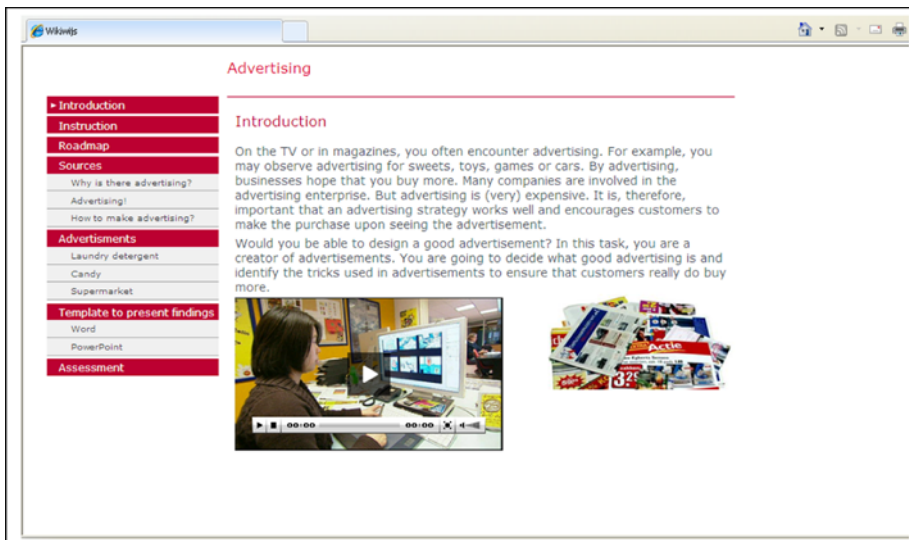 Wikiwijs
Advertising
Introduction
Instruction
Roadmap
Sources
Why is there advertising?
Advertising!
How to make advertising?
Advertisments
Laundry detergent
Candy
Supermarket
Template to present findings
Word
PowerPoint
Assessment
Introduction
On the TV or in magazines, you often encounter advertising. For example, you
may observe advertising for sweets, toys, games or cars. By advertising,
businesses hope that you buy more. Many companies are involved in the
advertising enterprise. But advertising is (very) expensive. It is, therefore,
important that an advertising strategy works well and encourages customers to
make the purchase upon seeing the advertisement.
Would you be able to design a good advertisement? In this task, you are a
creator of advertisements. You are going to decide what good advertising is and
identify the tricks used in advertisements to ensure that customers really do buy
more.
00:00 00:00
Actie
3.29